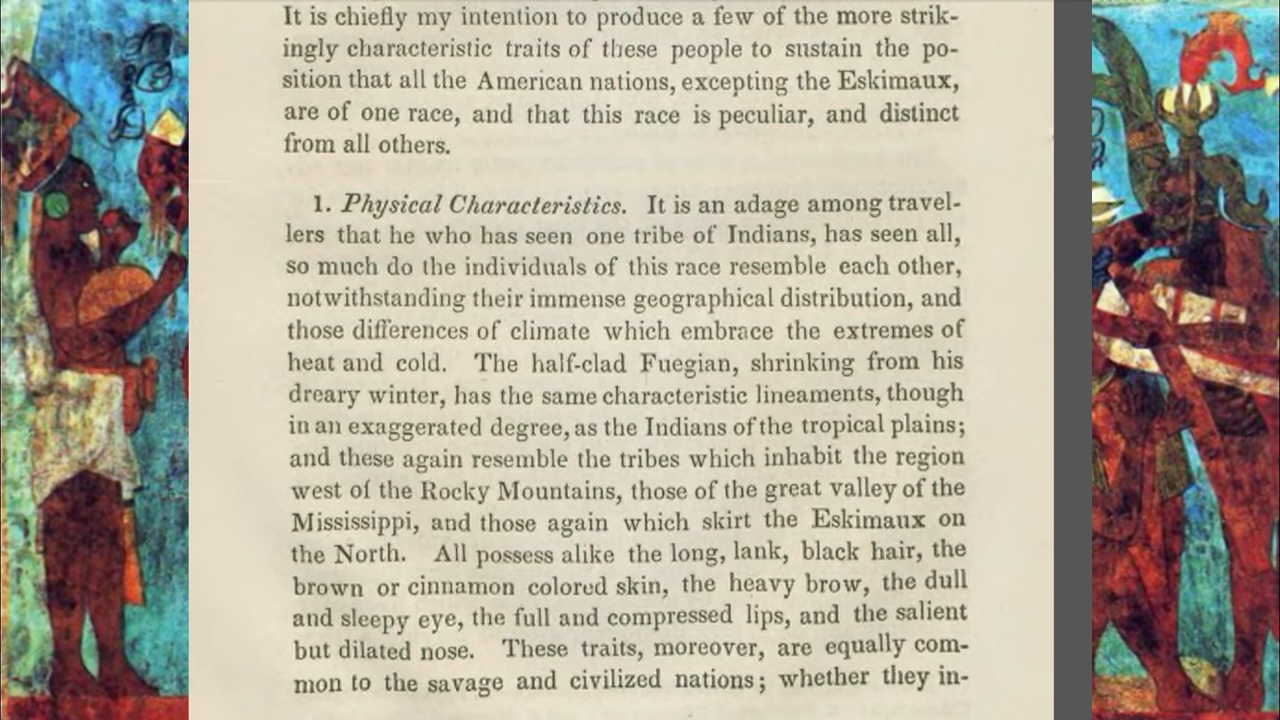 It is chiefly my intention to produce a few of the more strik-
ingly characteristic traits of these people to sustain the po-
sition that all the American nations, excepting the Eskimaux,
are of one race, and that this race is peculiar, and distinct
from all others.
1. Physical Characteristics. It is an adage among travel-
lers that he who has seen one tribe of Indians, has seen all,
so much do the individuals of this race resemble each other,
notwithstanding their immense geographical distribution, and
those differences of climate which embrace the extremes of
heat and cold. The half-clad Fuegian, shrinking from his
dreary winter, has the same characteristic lineaments, though
in an exaggerated degree, as the Indians of the tropical plains;
and these again resemble the tribes which inhabit the region
west of the Rocky Mountains, those of the great valley of the
Mississippi, and those again which skirt the Eskimaux on
the North. All possess alike the long, lank, black hair, the
brown or cinnamon colored skin, the heavy brow, the dull
and sleepy eye, the full and compressed lips, and the salient
but dilated nose. These traits, moreover, are equally com-
mon to the savage and civilized nations; whether they in-